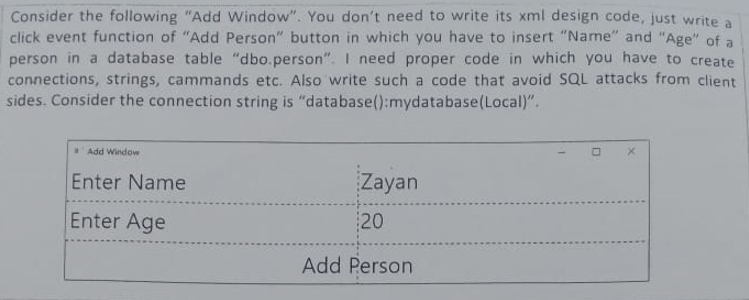 Consider the following "Add Window". You don't need to write its xml design code, just write a
click event function of "Add Person" button in which you have to insert "Name" and "Age" of a
person in a database table "dbo.person". I need proper code in which you have to create
connections, strings, cammands etc. Also write such a code that avoid SQL attacks from client
sides. Consider the connection string is "database():mydatabase(Local)".
Add Window
Enter Name Zayan
Enter Age 20
Add Person